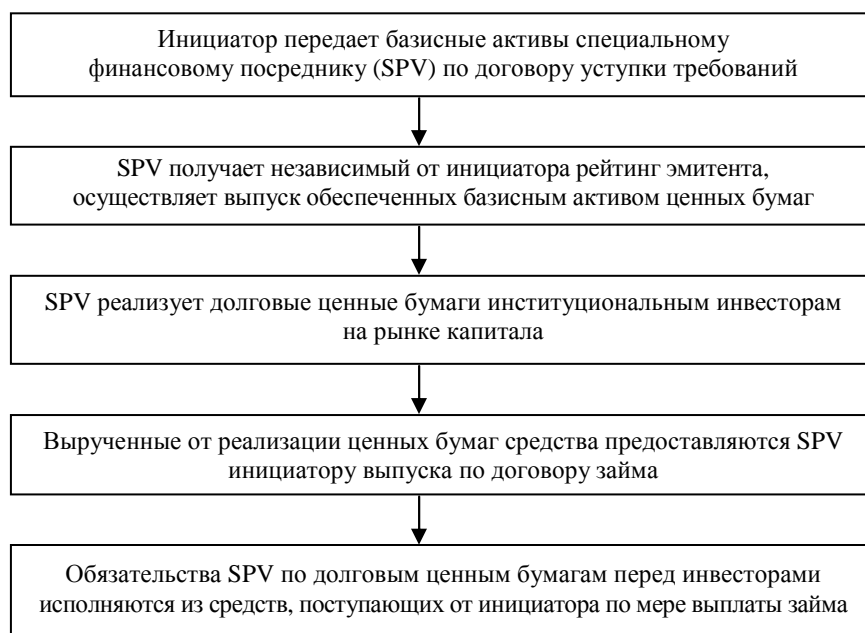 Инициатор передает базисные активы специальному
финансовому посреднику (SPV) по договору уступки требований
SPV получает независимый от инициатора рейтинг эмитента,
осуществляет выпуск обеспеченных базисным активом ценных бумаг
SPV реализует долговые ценные бумаги институциональным инвесторам
на рынке капитала
Вырученные от реализации ценных бумаг средства предоставляются SPV
инициатору выпуска по договору займа
Обязательства SPV по долговым ценным бумагам перед инвесторами
исполняются из средств, поступающих от инициатора по мере выплаты займа